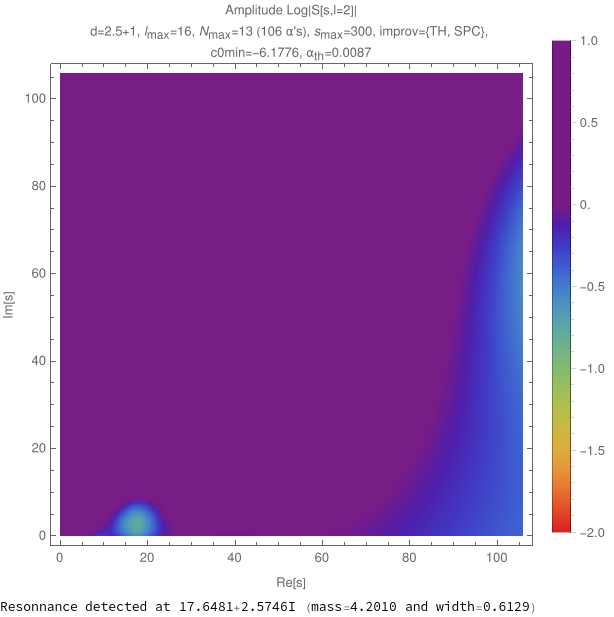 Amplitude Log|S[s,l=2]|
d=2.5+1, lmax=16, Nmax=13 (106 α's), smax=300, improv={TH, SPC},
c0min=−6.1776, αth=0.0087
1.0
0.5
0.
−0.5
−1.0
−1.5
−2.0
100
80
60
40
20
0
Im[s]
0 20 40 60 80 100
Re[s]
Resonnance detected at 17.6481+2.5746I (mass=4.2010 and width=0.6129)